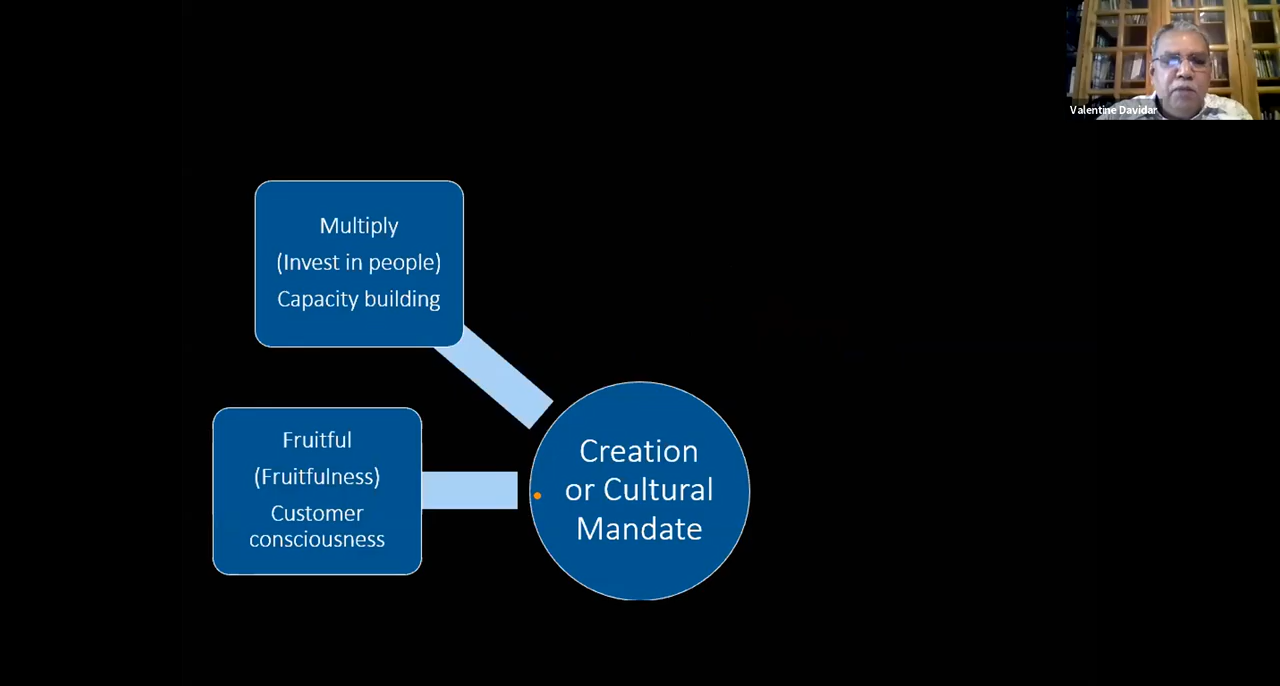 Valentine Davidar
Multiply
(Invest in people)
Capacity building
Fruitful
(Fruitfulness)
Customer
consciousness
Creation
or Cultural
Mandate